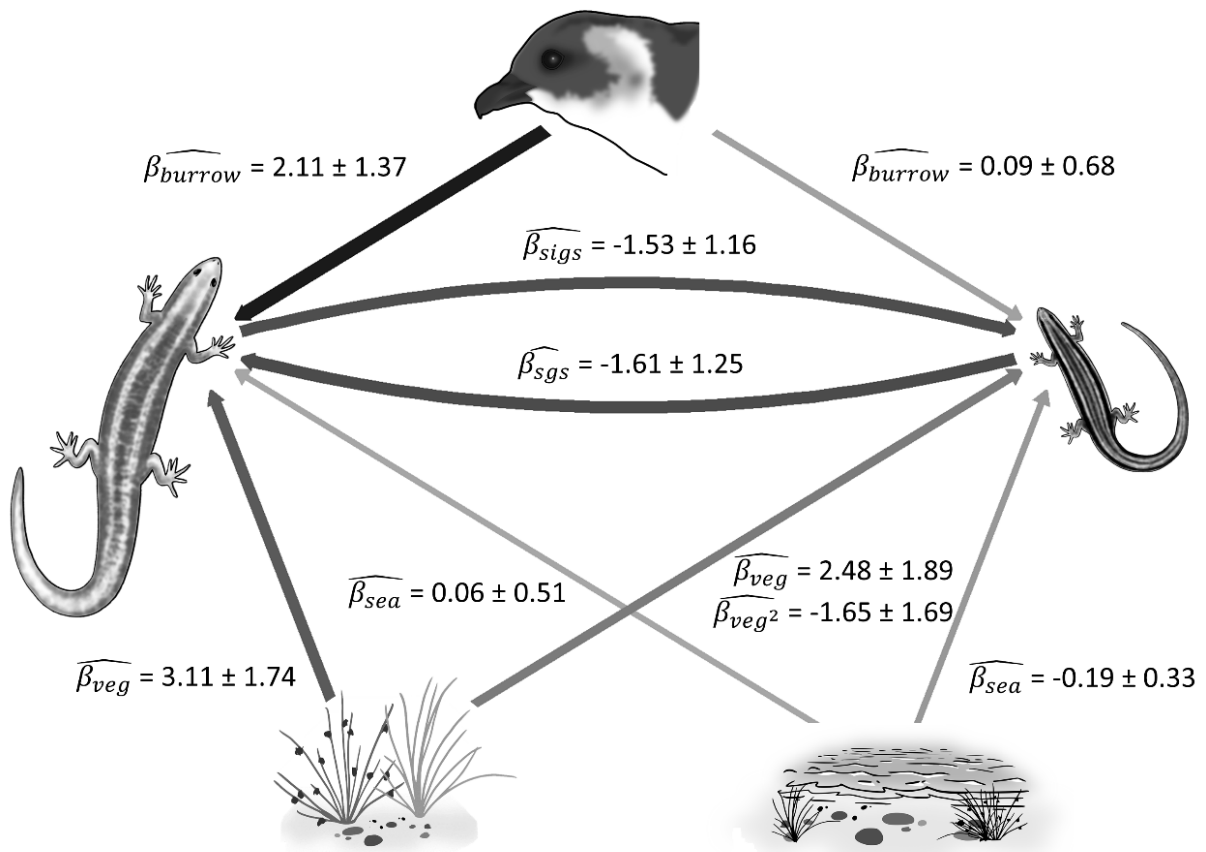 β̂burrow = 2.11 ± 1.37
β̂burrow = 0.09 ± 0.68
β̂sigs = -1.53 ± 1.16
β̂sgs = -1.61 ± 1.25
β̂sea = 0.06 ± 0.51
β̂veg = 2.48 ± 1.89
β̂veg² = -1.65 ± 1.69
β̂veg = 3.11 ± 1.74
β̂sea = -0.19 ± 0.33